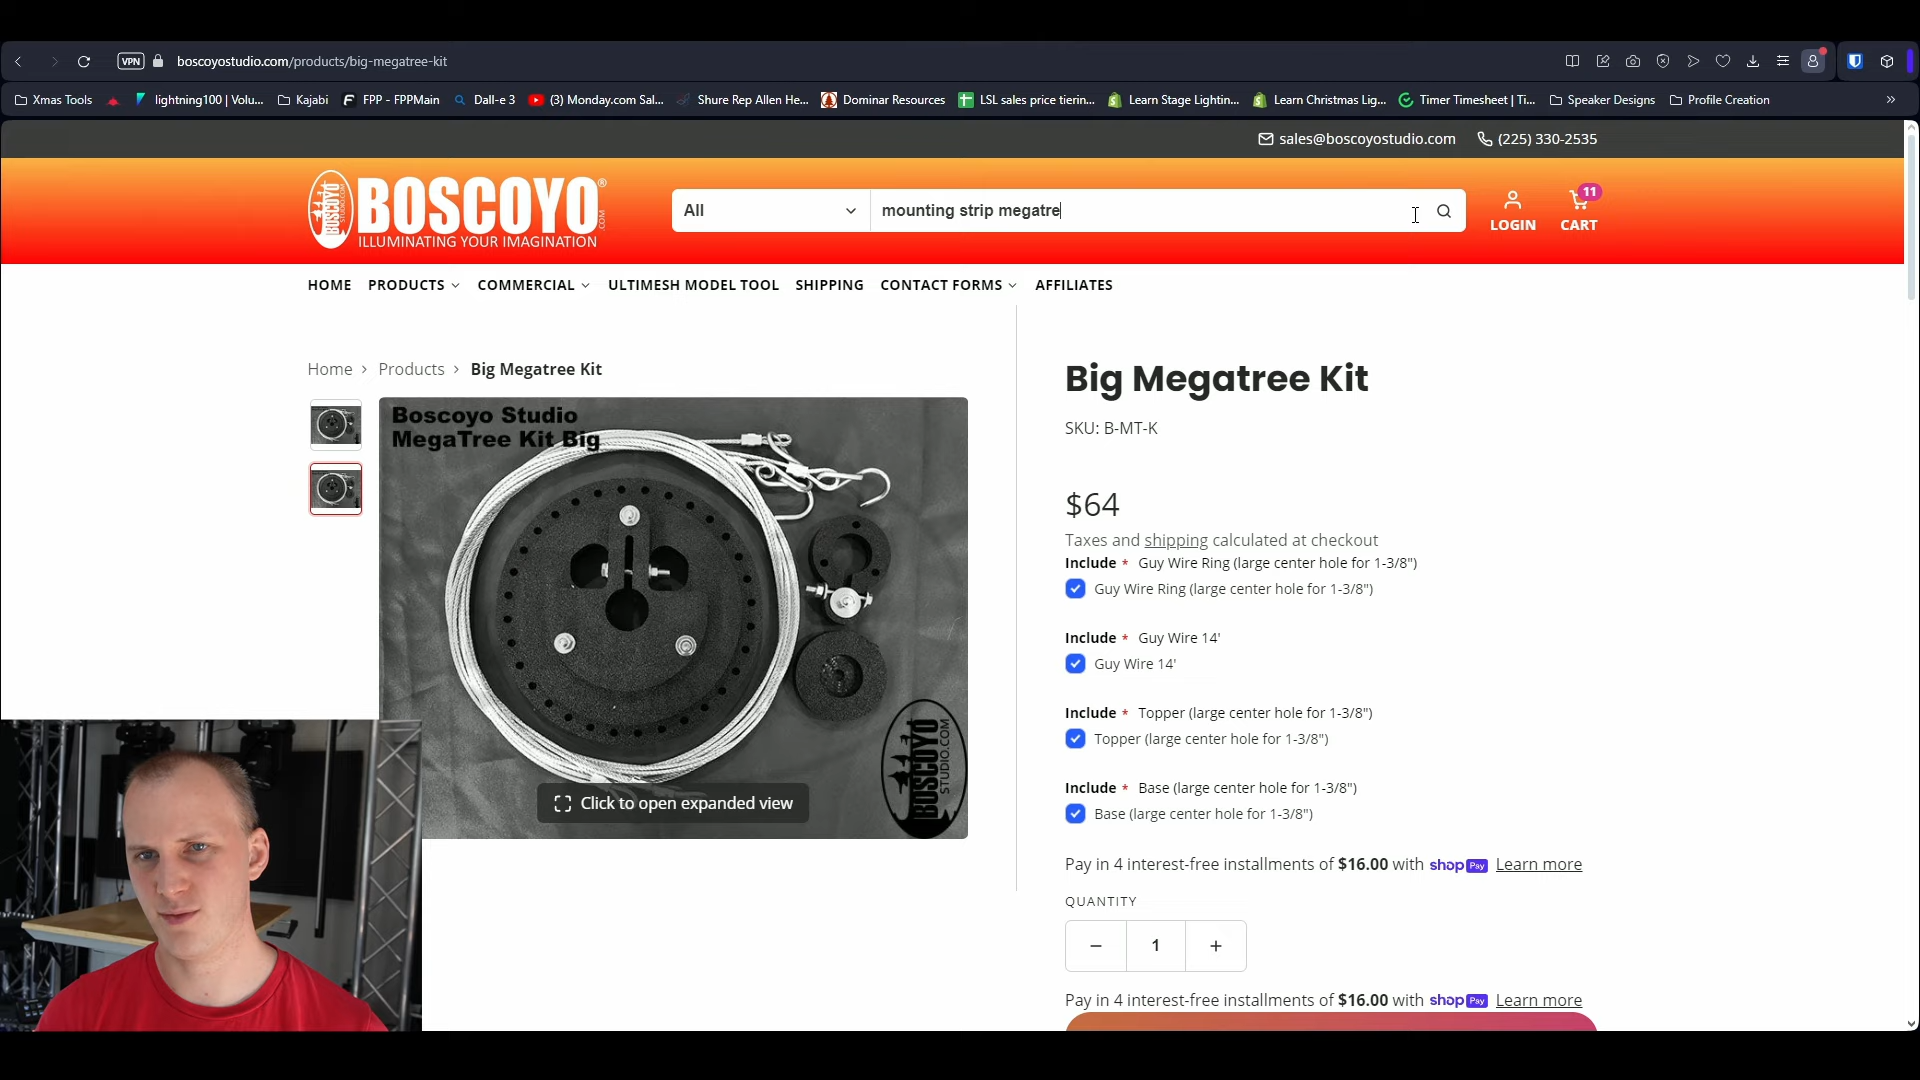 VPN
boscoyostudio.com/products/big-megatree-kit
Xmas Tools
lightning100 | Volu...
Kajabi
FPP - FPPMain
Dall-e 3
(3) Monday.com Sal...
Shure Rep Allen He...
Dominar Resources
LSL sales price tierin...
Learn Stage Lightin...
Learn Christmas Lig...
Timer Timesheet | Ti...
Speaker Designs
Profile Creation
sales@boscoyostudio.com
(225) 330-2535
BOSCOYO®
ILLUMINATING YOUR IMAGINATION
All
mounting strip megatre
LOGIN
11
CART
HOME
PRODUCTS
COMMERCIAL
ULTIMESH MODEL TOOL
SHIPPING
CONTACT FORMS
AFFILIATES
Home > Products > Big Megatree Kit
Boscoyo Studio
MegaTree Kit Big
BOSCOYO
STUDIO.COM
Click to open expanded view
Big Megatree Kit
SKU: B-MT-K
$64
Taxes and shipping calculated at checkout
Include * Guy Wire Ring (large center hole for 1-3/8")
Guy Wire Ring (large center hole for 1-3/8")
Include * Guy Wire 14'
Guy Wire 14'
Include * Topper (large center hole for 1-3/8")
Topper (large center hole for 1-3/8")
Include * Base (large center hole for 1-3/8")
Base (large center hole for 1-3/8")
Pay in 4 interest-free installments of $16.00 with shop Pay Learn more
QUANTITY
− 1 +
Pay in 4 interest-free installments of $16.00 with shop Pay Learn more